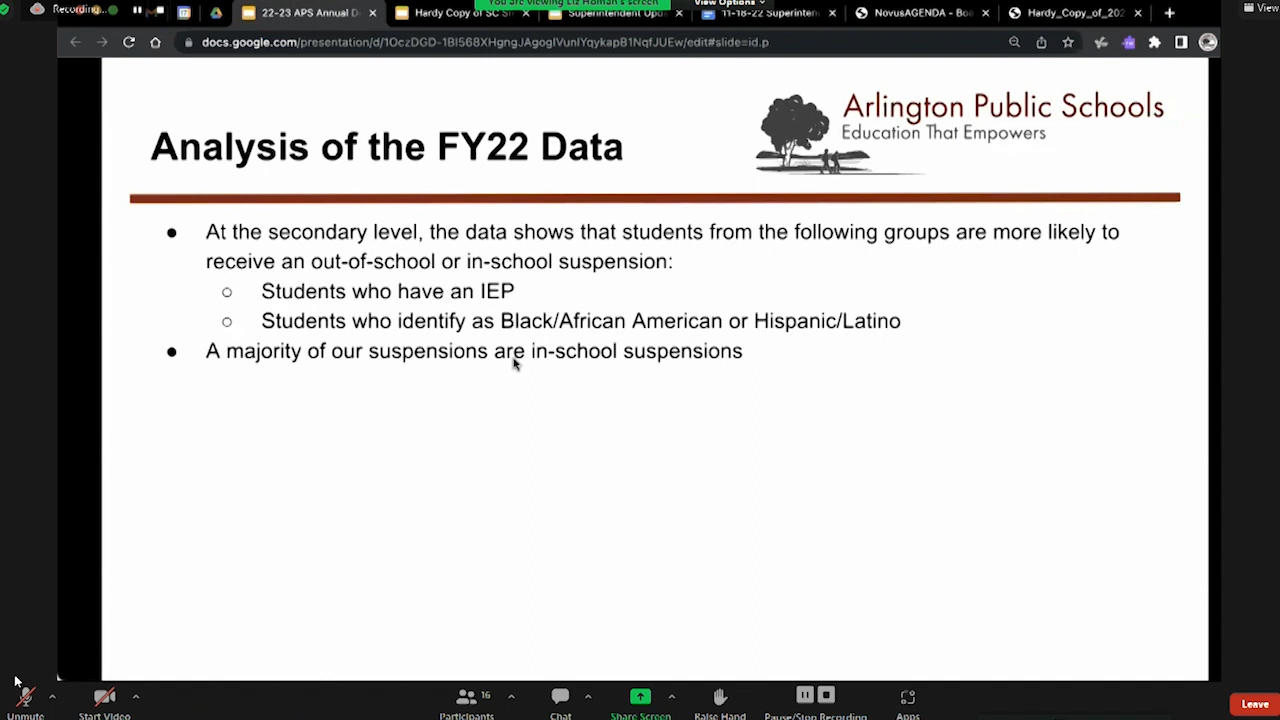 Recording...
You are viewing Liz Homan's screen
View Options
View
22-23 APS Annual D
Hardy Copy of SC
Superintendent Upd
11-18-22 Superinten
NovusAGENDA - Boa
Hardy_Copy_of_202
docs.google.com/presentation/d/1OczDGD-1BI568XHgngJAgogIVunIYqykapB1NqfJUEw/edit#slide=id.p
Arlington Public Schools
Education That Empowers
Analysis of the FY22 Data
At the secondary level, the data shows that students from the following groups are more likely to
receive an out-of-school or in-school suspension:
Students who have an IEP
Students who identify as Black/African American or Hispanic/Latino
A majority of our suspensions are in-school suspensions
Unmute
Start Video
Participants
16
Chat
Share Screen
Raise Hand
Pause/Stop Recording
Apps
Leave